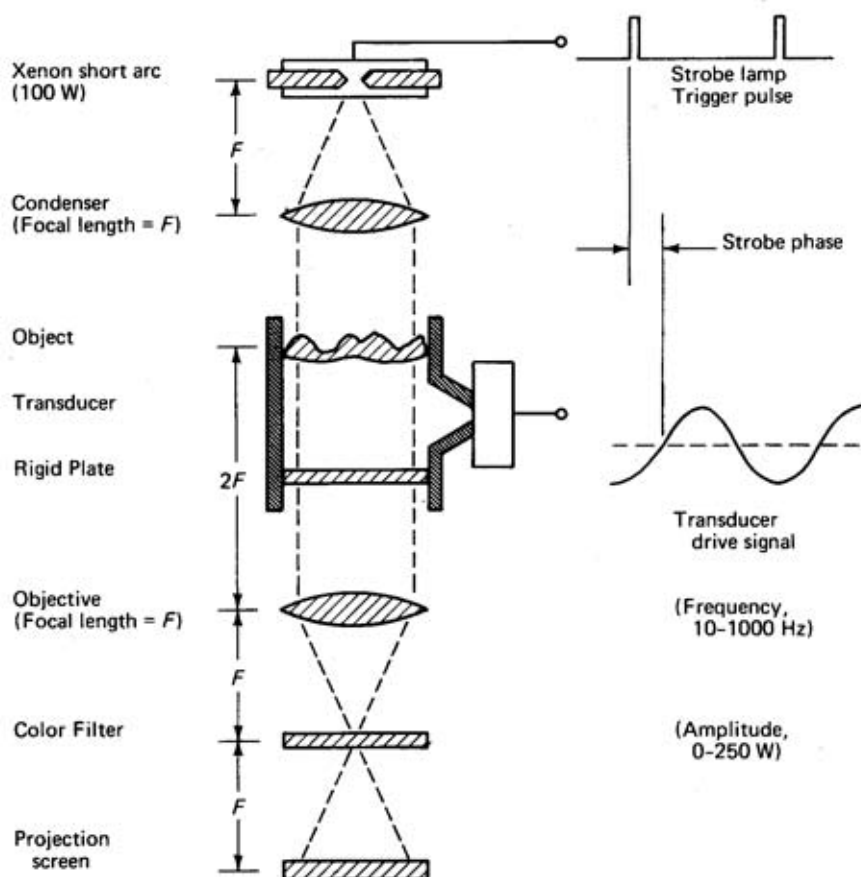 Xenon short arc
(100 W)
Strobe lamp
Trigger pulse
F
Condenser
(Focal length = F)
Strobe phase
Object
Transducer
Rigid Plate
2F
Transducer
drive signal
Objective
(Focal length = F)
(Frequency,
10-1000 Hz)
F
Color Filter
(Amplitude,
0-250 W)
F
Projection
screen